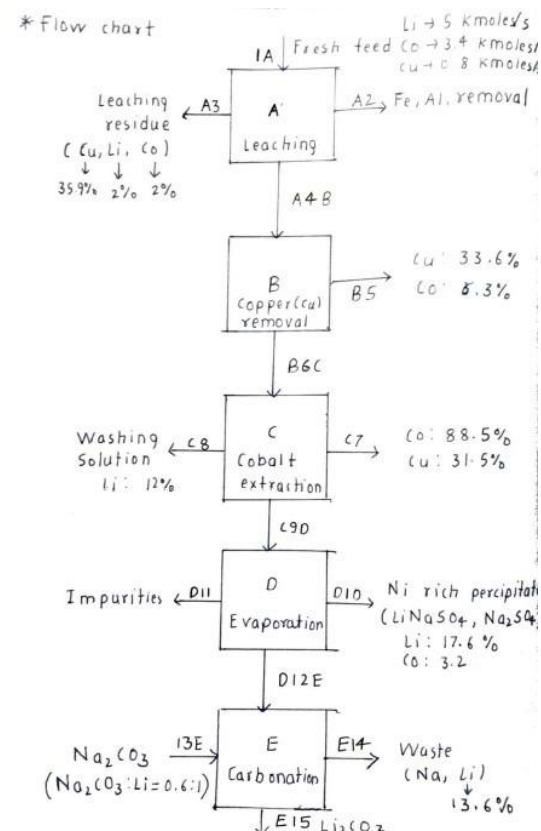 * Flow chart
Li → 5 Kmoles/s
1A
Fresh feed Co → 3.4 Kmoles/
Cu → 0.8 Kmoles/
A3
A'
A2
Fe, Al, removal
Leaching
residue
Leaching
( Cu, Li, Co)
↓ ↓ ↓
35.9% 2% 2%
A4B
Cu: 33.6%
B
B5
Co: 5.3%
Copper(cu)
removal
B6C
Washing
Solution
Li: 12%
C8
C
C7
Co: 88.5%
Cu: 31.5%
Cobalt
extraction
C9D
Impurities
D11
D
D10
Ni rich percipitat
Evaporation
(LiNaSO4, Na2SO4
Li: 17.6 %
Co: 3.2
D12E
Na2CO3
13E
E
E14
Waste
(Na2CO3:Li=0.6:1)
Carbonation
(Na, Li)
↓
13.6%
E15 Li2CO3